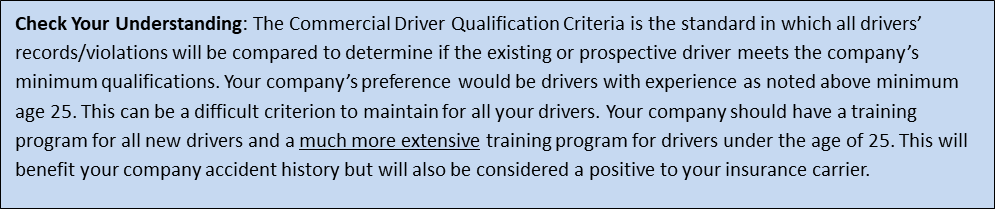 Check Your Understanding: The Commercial Driver Qualification Criteria is the standard in which all drivers’
records/violations will be compared to determine if the existing or prospective driver meets the company’s
minimum qualifications. Your company’s preference would be drivers with experience as noted above minimum
age 25. This can be a difficult criterion to maintain for all your drivers. Your company should have a training
program for all new drivers and a much more extensive training program for drivers under the age of 25. This will
benefit your company accident history but will also be considered a positive to your insurance carrier.